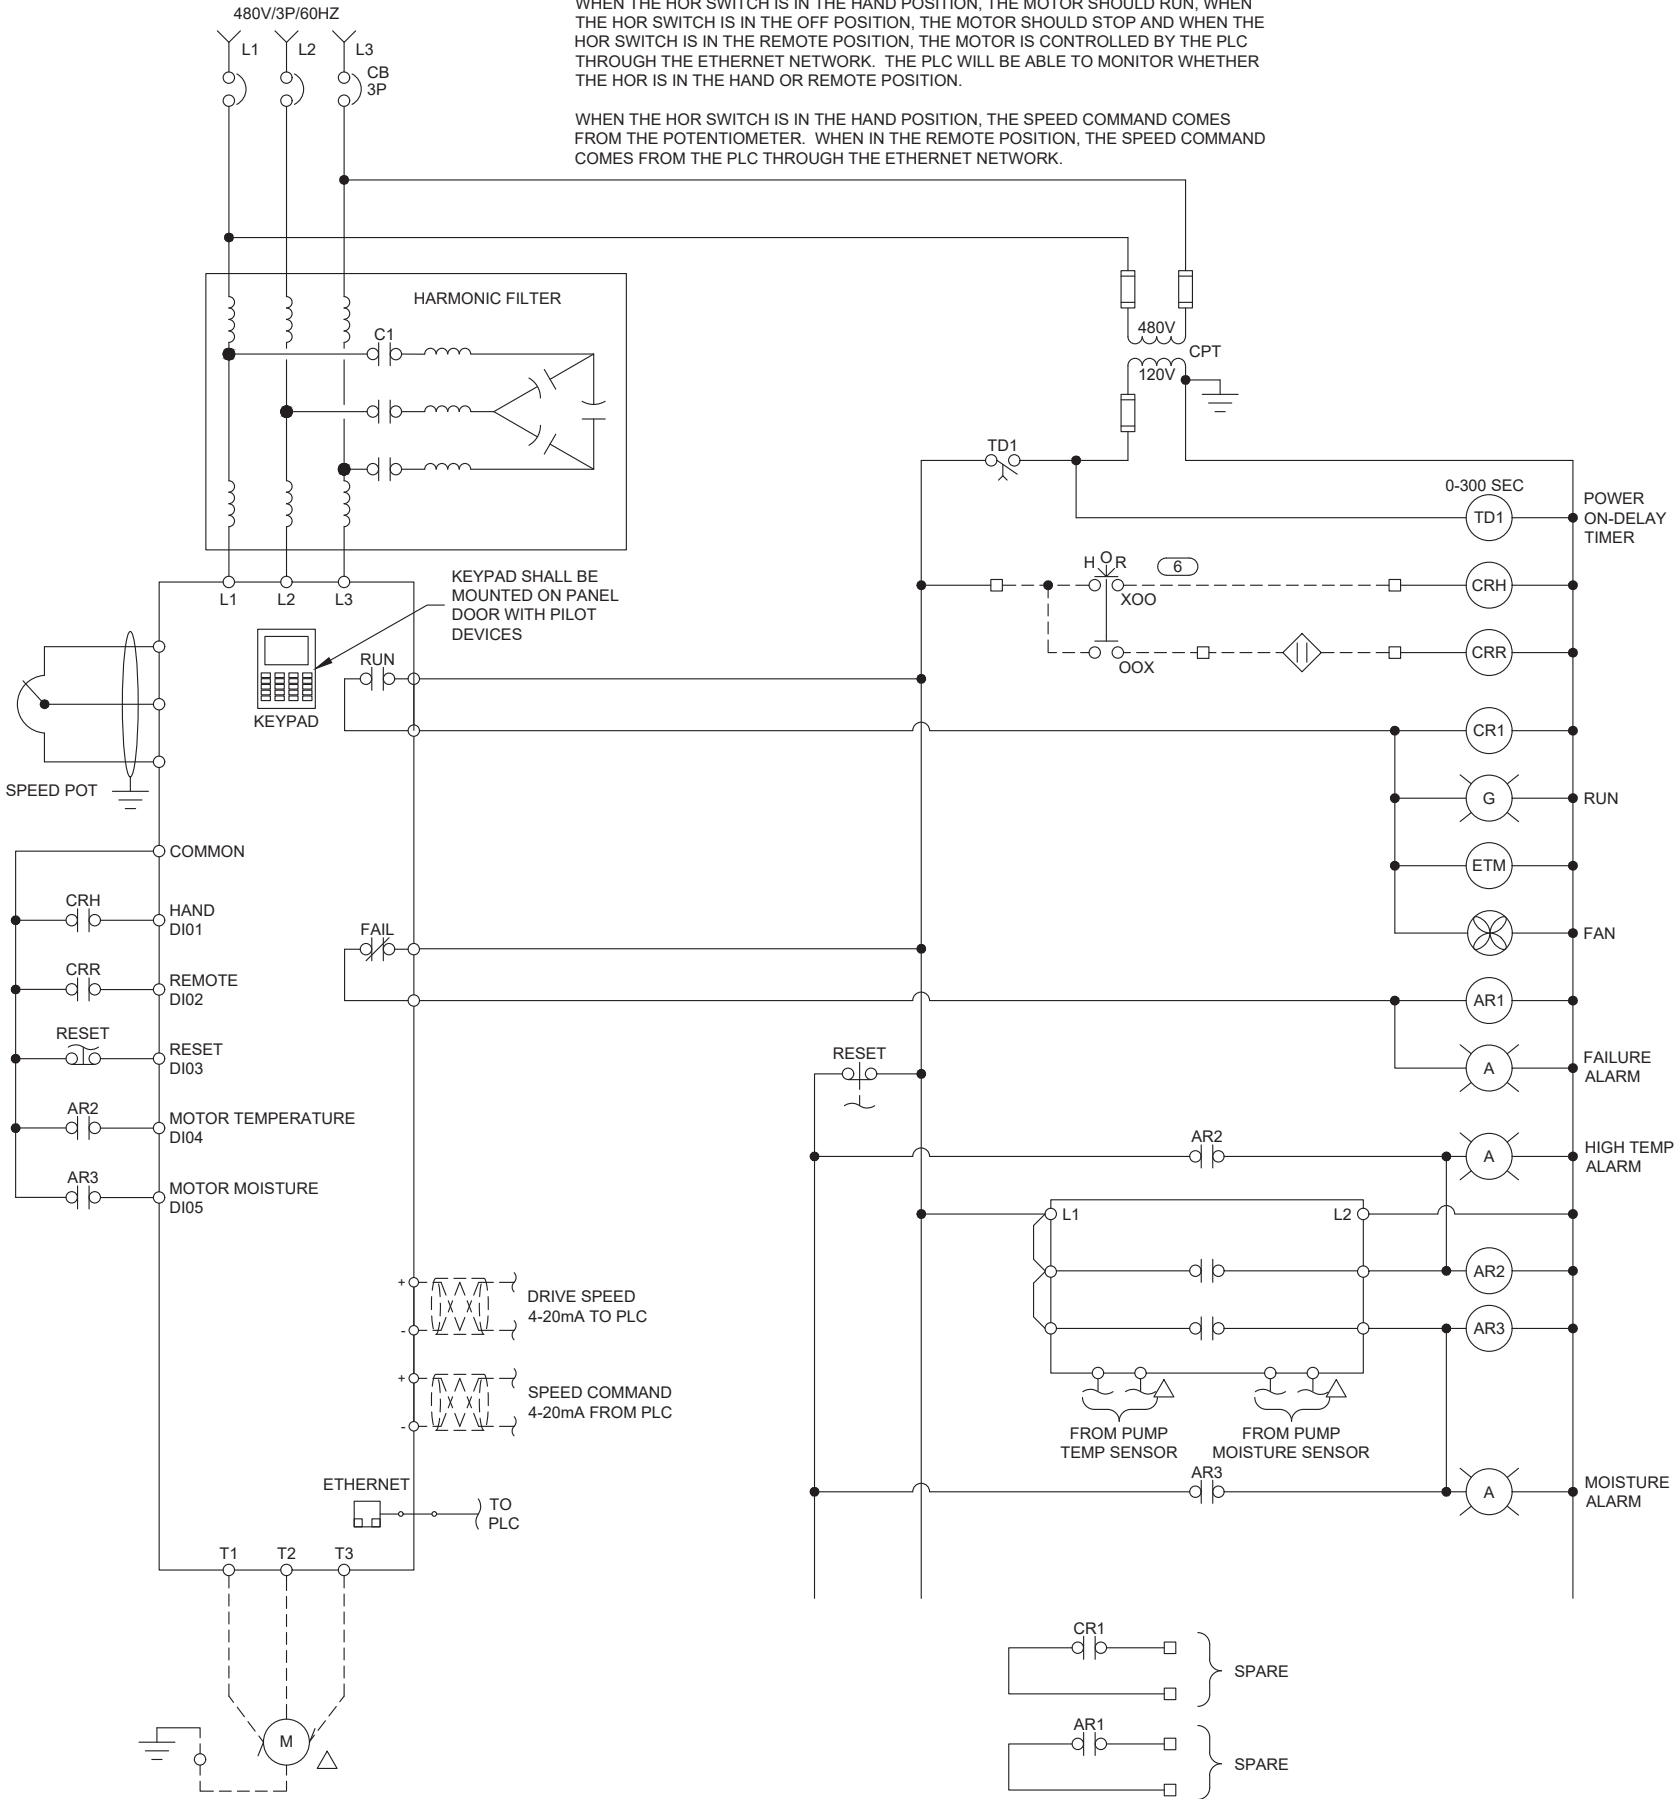 WHEN THE HOR SWITCH IS IN THE HAND POSITION, THE MOTOR SHOULD RUN, WHEN
THE HOR SWITCH IS IN THE OFF POSITION, THE MOTOR SHOULD STOP AND WHEN THE
HOR SWITCH IS IN THE REMOTE POSITION, THE MOTOR IS CONTROLLED BY THE PLC
THROUGH THE ETHERNET NETWORK. THE PLC WILL BE ABLE TO MONITOR WHETHER
THE HOR IS IN THE HAND OR REMOTE POSITION.
WHEN THE HOR SWITCH IS IN THE HAND POSITION, THE SPEED COMMAND COMES
FROM THE POTENTIOMETER. WHEN IN THE REMOTE POSITION, THE SPEED COMMAND
COMES FROM THE PLC THROUGH THE ETHERNET NETWORK.
480V/3P/60HZ
L1
L2
L3
CB
3P
HARMONIC FILTER
C1
480V
CPT
120V
TD1
0-300 SEC
TD1
POWER
ON-DELAY
TIMER
H O R
6
XOO
CRH
OOX
CRR
L1
L2
L3
KEYPAD SHALL BE
MOUNTED ON PANEL
DOOR WITH PILOT
DEVICES
KEYPAD
RUN
CR1
G
RUN
ETM
FAN
SPEED POT
COMMON
CRH
HAND
DI01
CRR
REMOTE
DI02
RESET
RESET
DI03
AR2
MOTOR TEMPERATURE
DI04
AR3
MOTOR MOISTURE
DI05
FAIL
AR1
A
FAILURE
ALARM
RESET
AR2
A
HIGH TEMP
ALARM
L1
L2
AR2
AR3
FROM PUMP
TEMP SENSOR
FROM PUMP
MOISTURE SENSOR
AR3
A
MOISTURE
ALARM
+
-
DRIVE SPEED
4-20mA TO PLC
+
-
SPEED COMMAND
4-20mA FROM PLC
ETHERNET
TO
PLC
T1
T2
T3
M
CR1
SPARE
AR1
SPARE